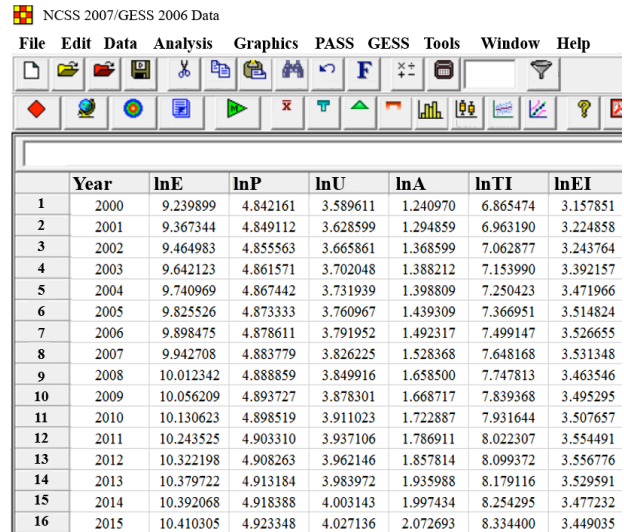 NCSS 2007/GESS 2006 Data
File Edit Data Analysis Graphics PASS GESS Tools Window Help
F
Year lnE lnP lnU lnA lnTI lnEI
1 2000 9.239899 4.842161 3.589611 1.240970 6.865474 3.157851
2 2001 9.367344 4.849112 3.628599 1.294859 6.963190 3.224858
3 2002 9.464983 4.855563 3.665861 1.368599 7.062877 3.243764
4 2003 9.642123 4.861571 3.702048 1.388212 7.153990 3.392157
5 2004 9.740969 4.867442 3.731939 1.398809 7.250423 3.471966
6 2005 9.825526 4.873333 3.760967 1.439309 7.366951 3.514824
7 2006 9.898475 4.878611 3.791952 1.492317 7.499147 3.526655
8 2007 9.942708 4.883779 3.826225 1.528368 7.648168 3.531348
9 2008 10.012342 4.888859 3.849916 1.658500 7.747813 3.463546
10 2009 10.056209 4.893727 3.878301 1.668717 7.839368 3.495295
11 2010 10.130623 4.898519 3.911023 1.722887 7.931644 3.507657
12 2011 10.243525 4.903310 3.937106 1.786911 8.022307 3.554491
13 2012 10.322198 4.908263 3.962146 1.857814 8.099372 3.556776
14 2013 10.379722 4.913184 3.983972 1.935988 8.179116 3.529591
15 2014 10.392068 4.918388 4.003143 1.997434 8.254295 3.477232
16 2015 10.410305 4.923348 4.027136 2.072693 8.334400 3.449035